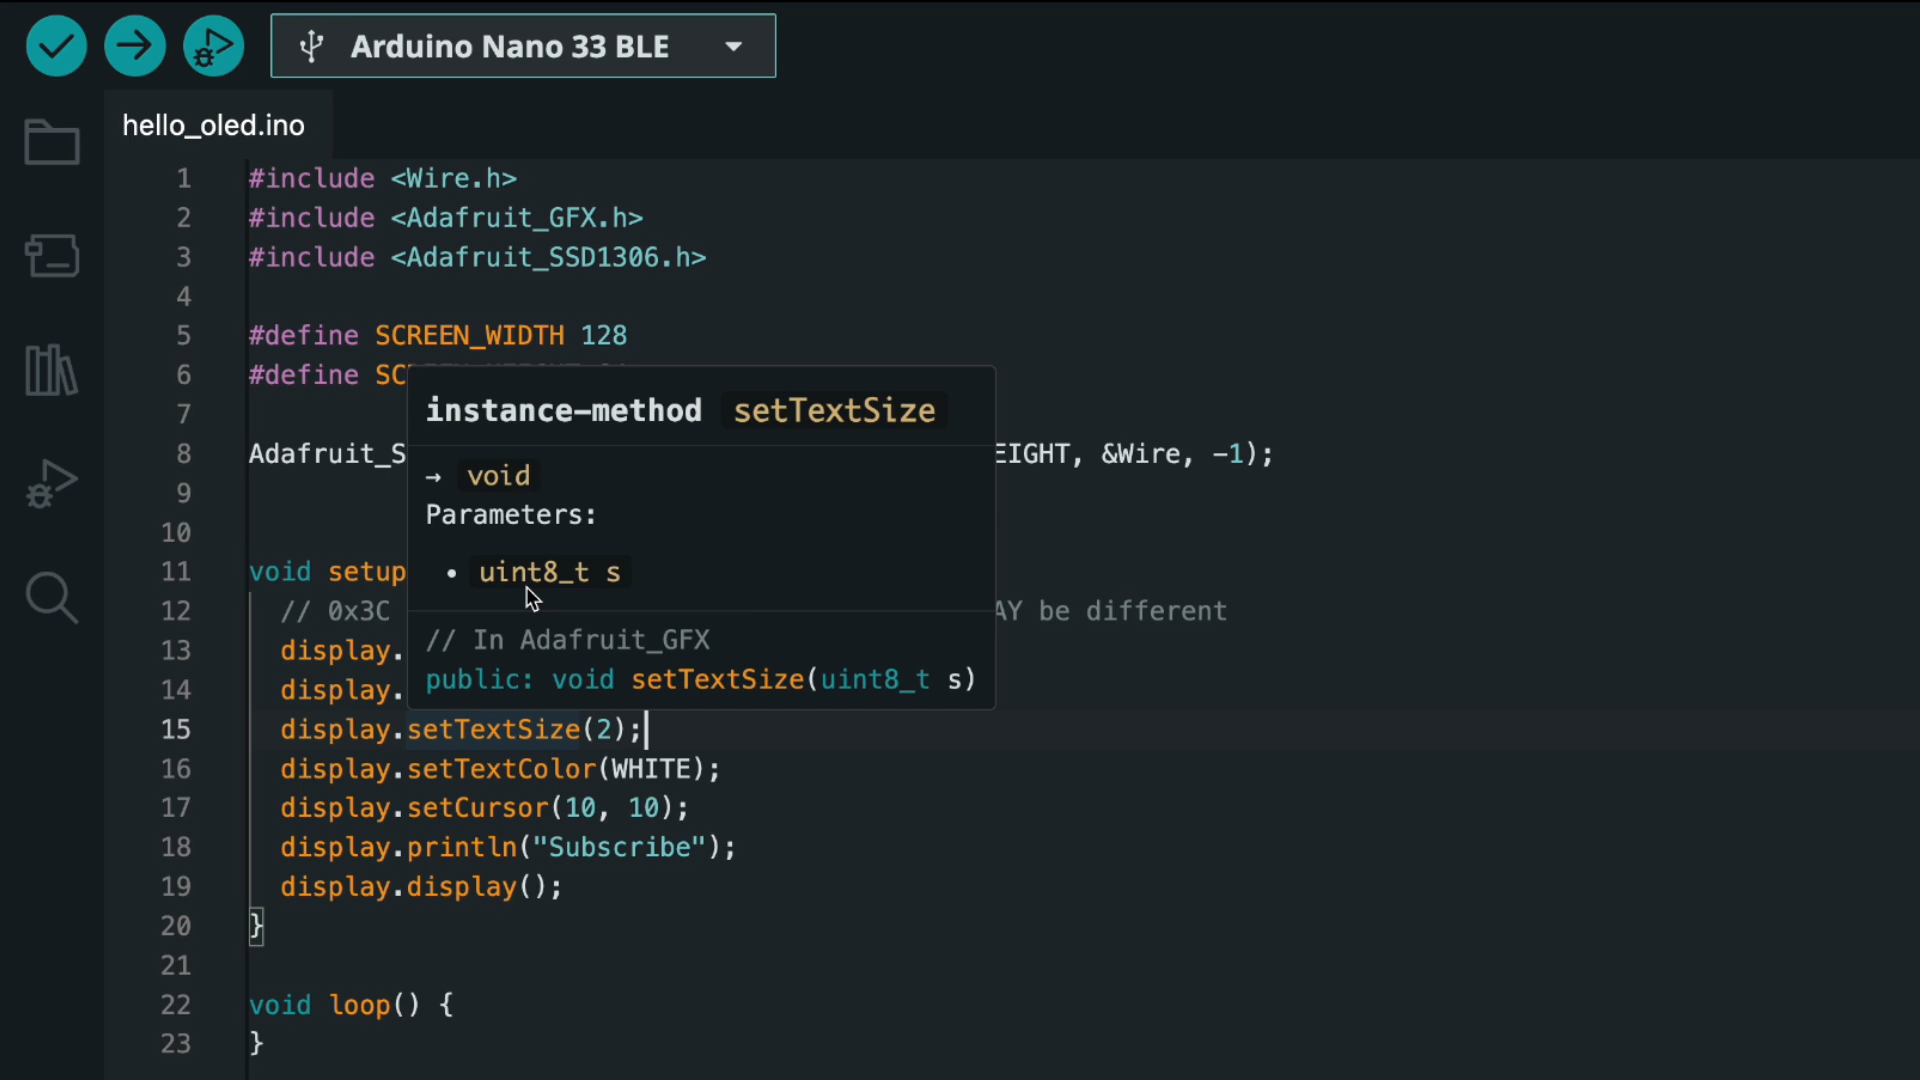 Arduino Nano 33 BLE
hello_oled.ino
1 #include <Wire.h>
2 #include <Adafruit_GFX.h>
3 #include <Adafruit_SSD1306.h>
4
5 #define SCREEN_WIDTH 128
6 #define SC
instance-method setTextSize
7
8 Adafruit_S EIGHT, &Wire, -1);
→ void
9
Parameters:
10
11 void setup
• uint8_t s
12 // 0x3C AY be different
// In Adafruit_GFX
13 display.
public: void setTextSize(uint8_t s)
14 display.
15 display.setTextSize(2);
16 display.setTextColor(WHITE);
17 display.setCursor(10, 10);
18 display.println("Subscribe");
19 display.display();
20 }
21
22 void loop() {
23 }